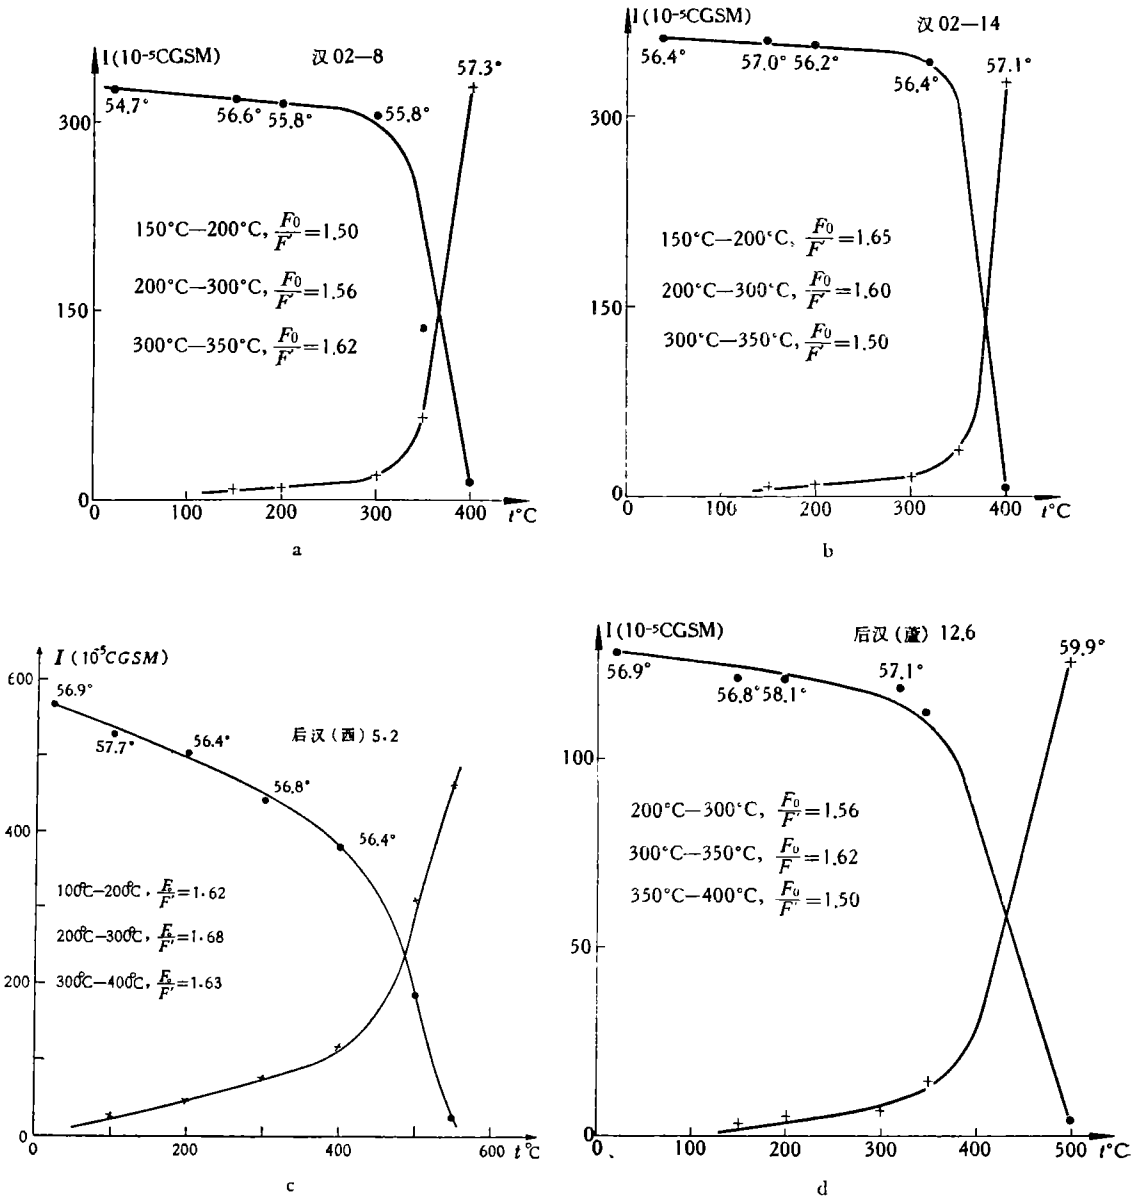 I(10-⁵CGSM)
汉 02—8
57.3°
54.7°
56.6°
55.8°
55.8°
300
150°C—200°C, F0/F′=1.50
200°C—300°C, F0/F′=1.56
150
300°C—350°C, F0/F′=1.62
0
0
100
200
300
400
t°C
a
I(10-⁵CGSM)
汉 02—14
56.4°
57.0°
56.2°
56.4°
57.1°
300
150°C—200°C, F0/F′=1.65
200°C—300°C, F0/F′=1.60
150
300°C—350°C, F0/F′=1.50
0
0
100
200
300
400
t°C
b
I (10-⁵CGSM)
600
56.9°
57.7°
56.4°
后汉 (西) 5.2
56.8°
400
56.4°
100°C—200°C, F0/F′=1.62
200°C—300°C, F0/F′=1.68
200
300°C—400°C, F0/F′=1.63
0
0
200
400
600
t°C
c
I(10-⁵CGSM)
后汉 (蘆) 12.6
59.9°
56.9°
56.8°
58.1°
57.1°
100
200°C—300°C, F0/F′=1.56
300°C—350°C, F0/F=1.62
350°C—400°C, F0/F′=1.50
50
0
0
100
200
300
400
500
t°C
d